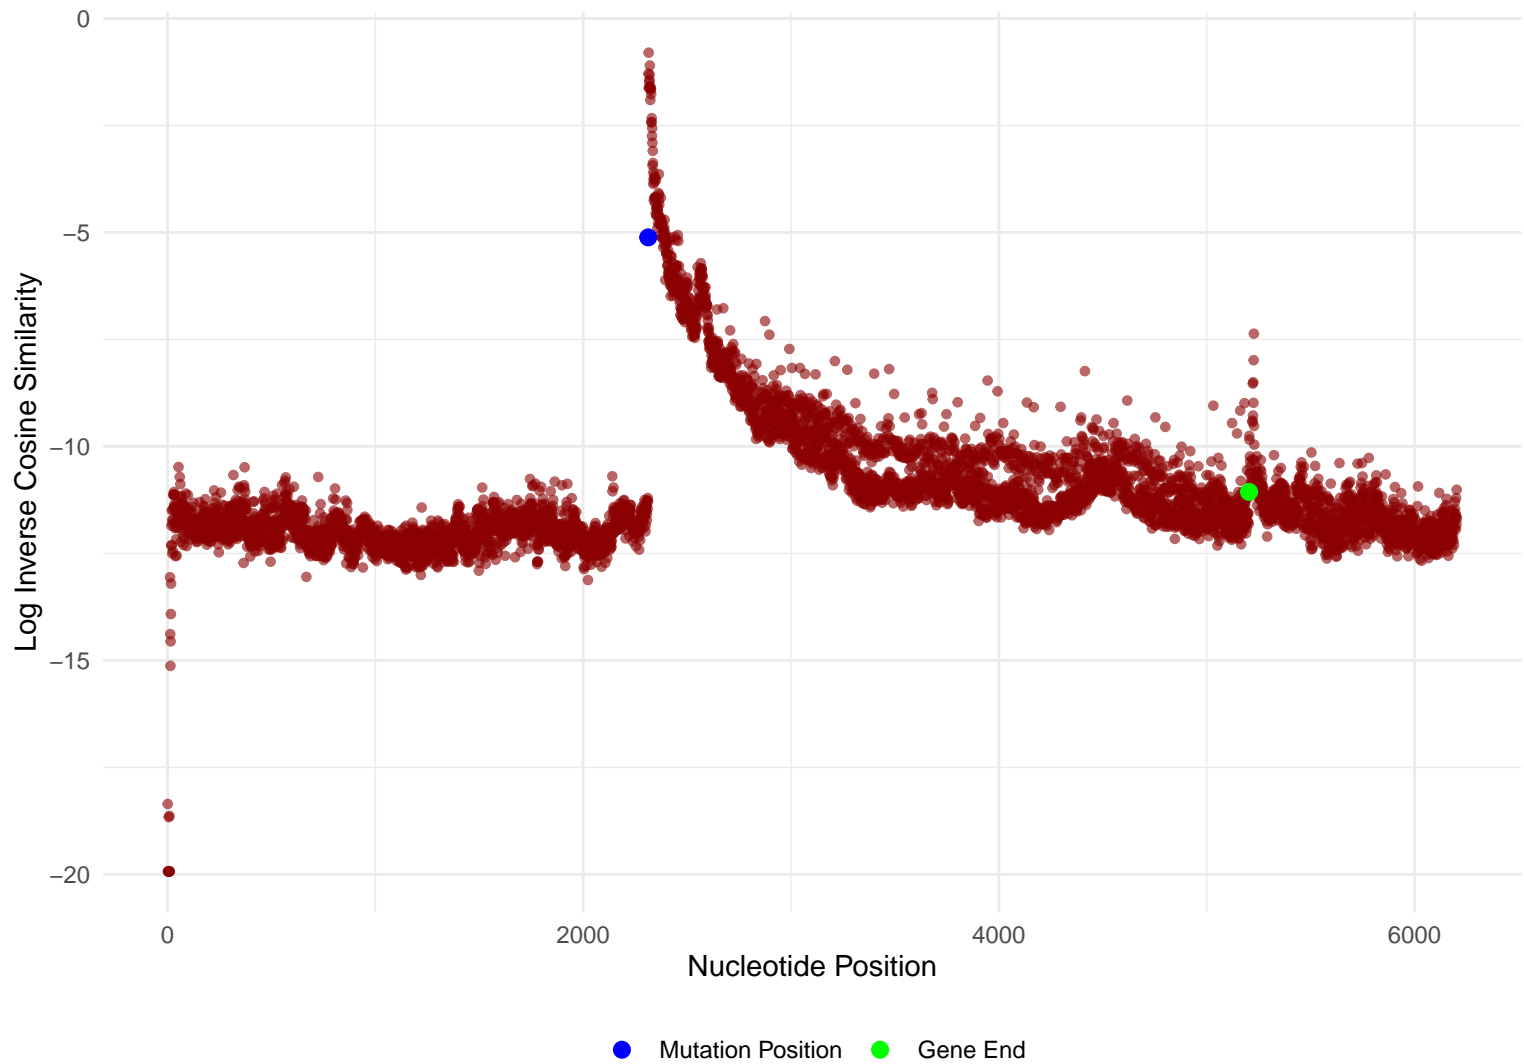 0
−5
−10
−15
−20
Log Inverse Cosine Similarity
0 2000 4000 6000
Nucleotide Position
Mutation Position Gene End